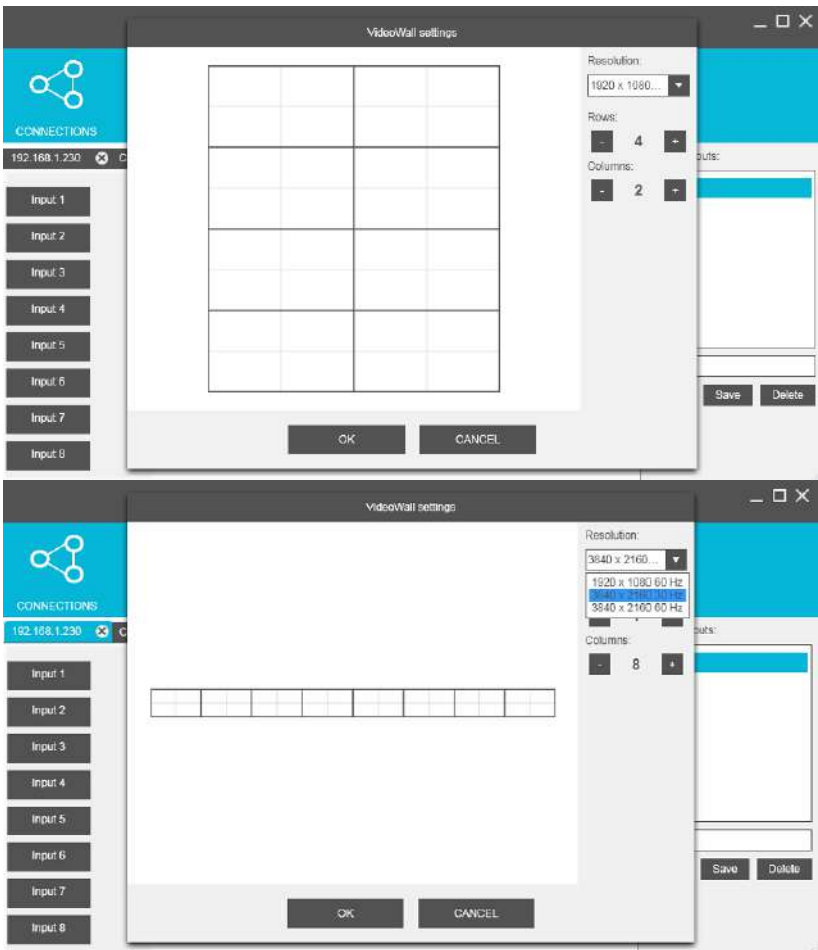 VideoWall settings
Resolution:
1920 x 1080...
Rows:
- 4 +
Columns:
- 2 +
CONNECTIONS
192.168.1.230 C
puts:
Input 1
Input 2
Input 3
Input 4
Input 5
Input 6
Input 7
Input 8
Save Delete
OK CANCEL
VideoWall settings
Resolution:
3840 x 2160...
1920 x 1080 60 Hz
3840 x 2160 30 Hz
3840 x 2160 60 Hz
Columns:
- 8 +
CONNECTIONS
192.168.1.230 C
puts:
Input 1
Input 2
Input 3
Input 4
Input 5
Input 6
Input 7
Input 8
Save Delete
OK CANCEL